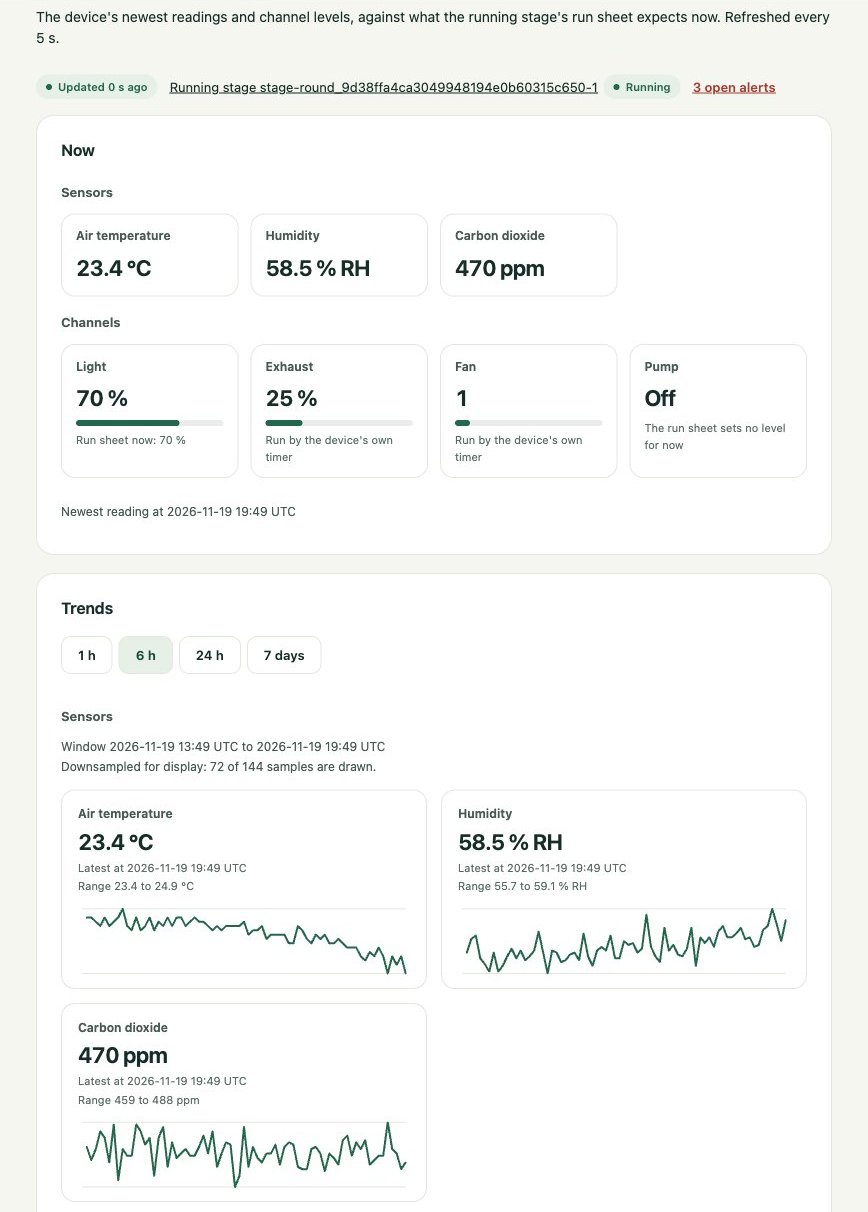 The device's newest readings and channel levels, against what the running stage's run sheet expects now. Refreshed every
5 s.
Updated 0 s ago
Running stage stage-round_9d38ffa4ca3049948194e0b60315c650-1
Running
3 open alerts
Now
Sensors
Air temperature
23.4 °C
Humidity
58.5 % RH
Carbon dioxide
470 ppm
Channels
Light
70 %
Run sheet now: 70 %
Exhaust
25 %
Run by the device's own
timer
Fan
1
Run by the device's own
timer
Pump
Off
The run sheet sets no level
for now
Newest reading at 2026-11-19 19:49 UTC
Trends
1 h
6 h
24 h
7 days
Sensors
Window 2026-11-19 13:49 UTC to 2026-11-19 19:49 UTC
Downsampled for display: 72 of 144 samples are drawn.
Air temperature
23.4 °C
Latest at 2026-11-19 19:49 UTC
Range 23.4 to 24.9 °C
Humidity
58.5 % RH
Latest at 2026-11-19 19:49 UTC
Range 55.7 to 59.1 % RH
Carbon dioxide
470 ppm
Latest at 2026-11-19 19:49 UTC
Range 459 to 488 ppm